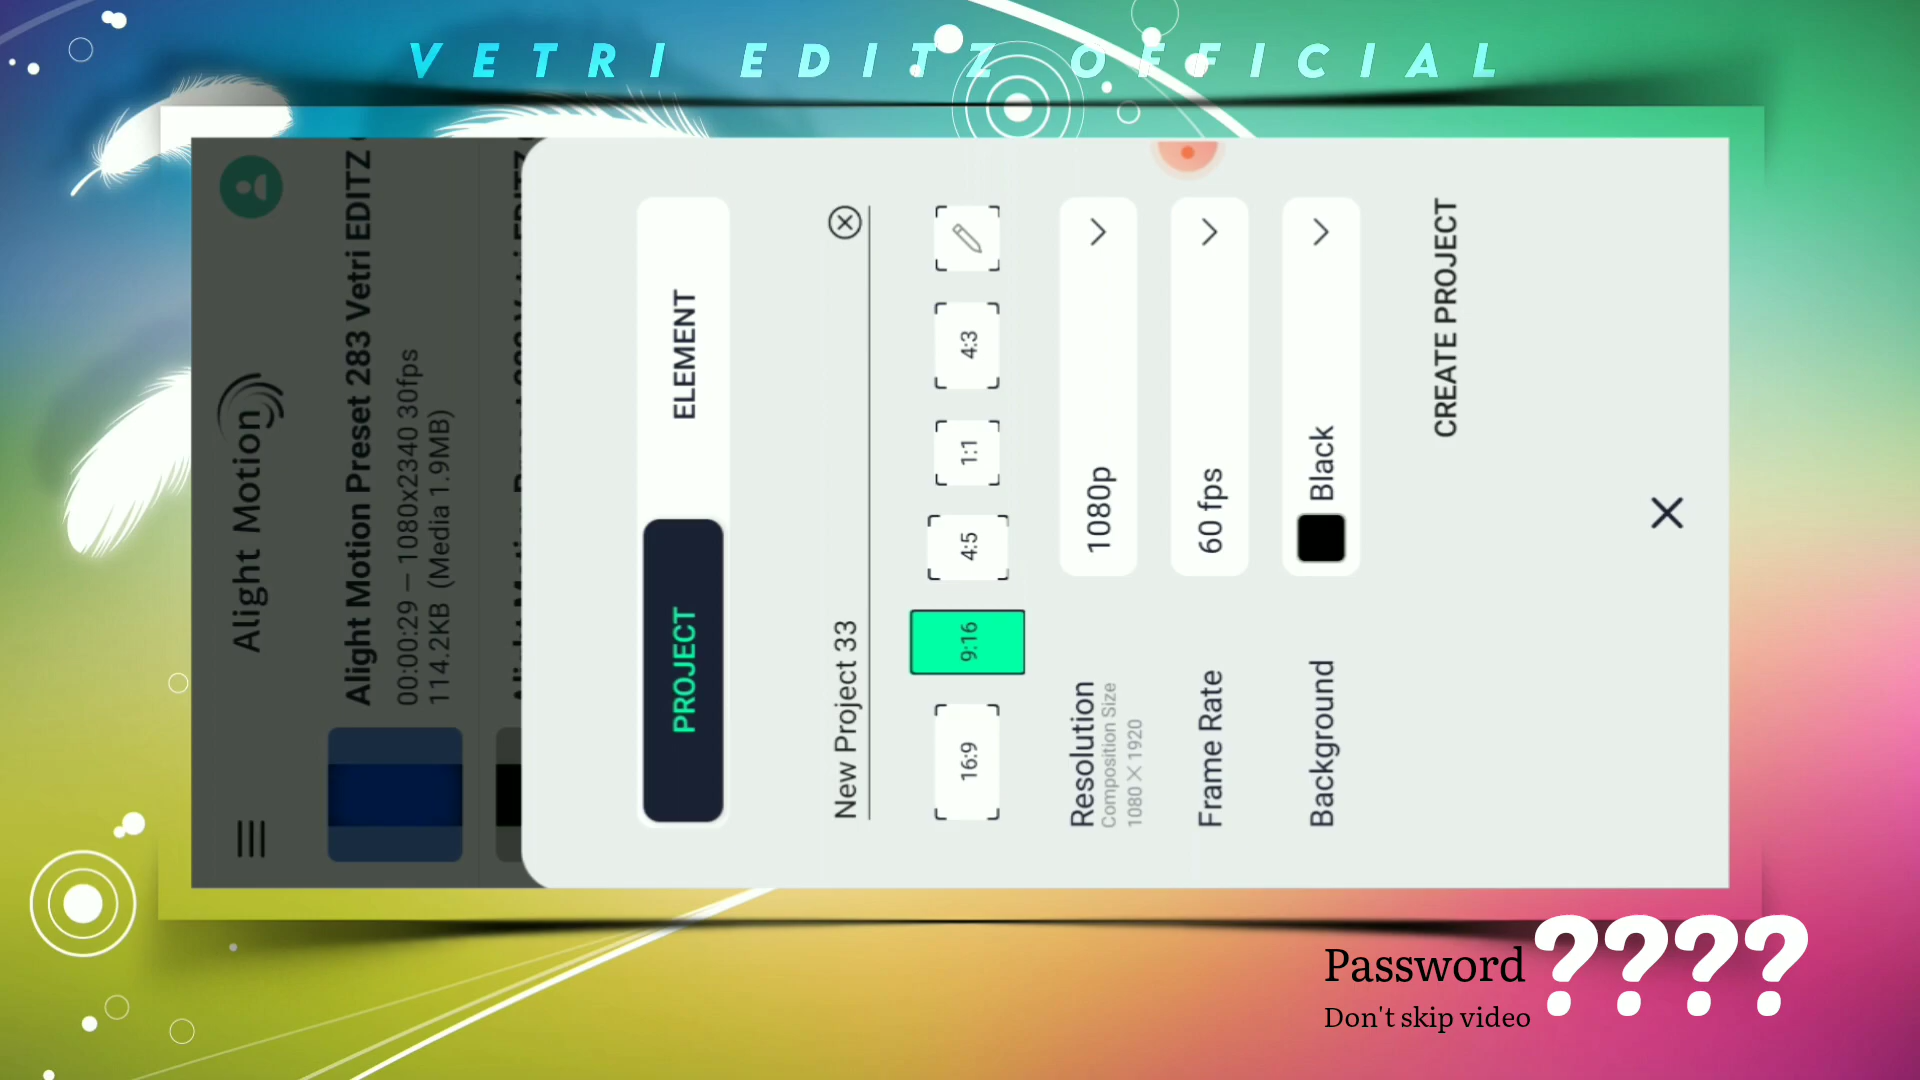 VETRI EDITZ OFFICIAL
Alight Motion
Alight Motion Preset 283 Vetri EDITZ
00:00:29 – 1080x2340 30fps
114.2KB (Media 1.9MB)
PROJECT
ELEMENT
New Project 33
16:9
9:16
4:5
1:1
4:3
Resolution
Composition Size
1080 X 1920
1080p
Frame Rate
60 fps
Background
Black
CREATE PROJECT
Password ????
Don't skip video